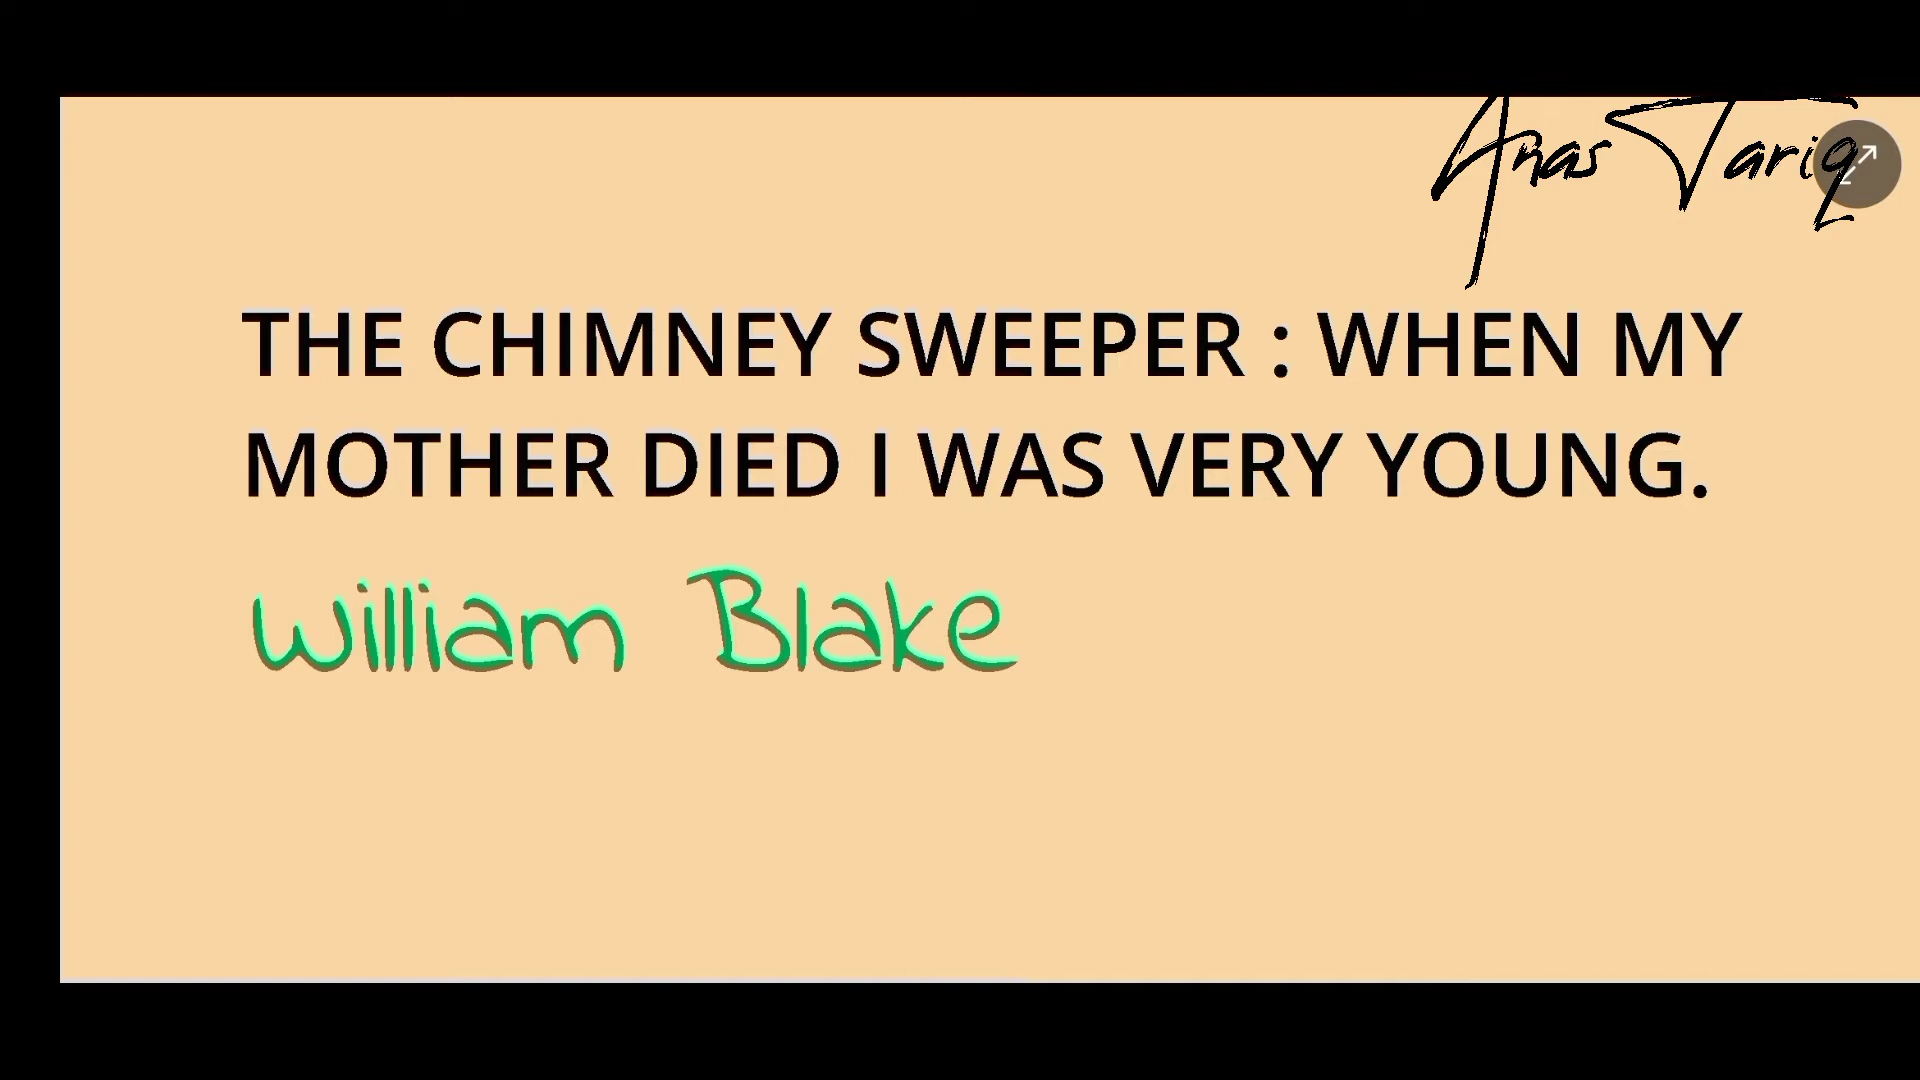 Anas Tariq
THE CHIMNEY SWEEPER : WHEN MY
MOTHER DIED I WAS VERY YOUNG.
William Blake